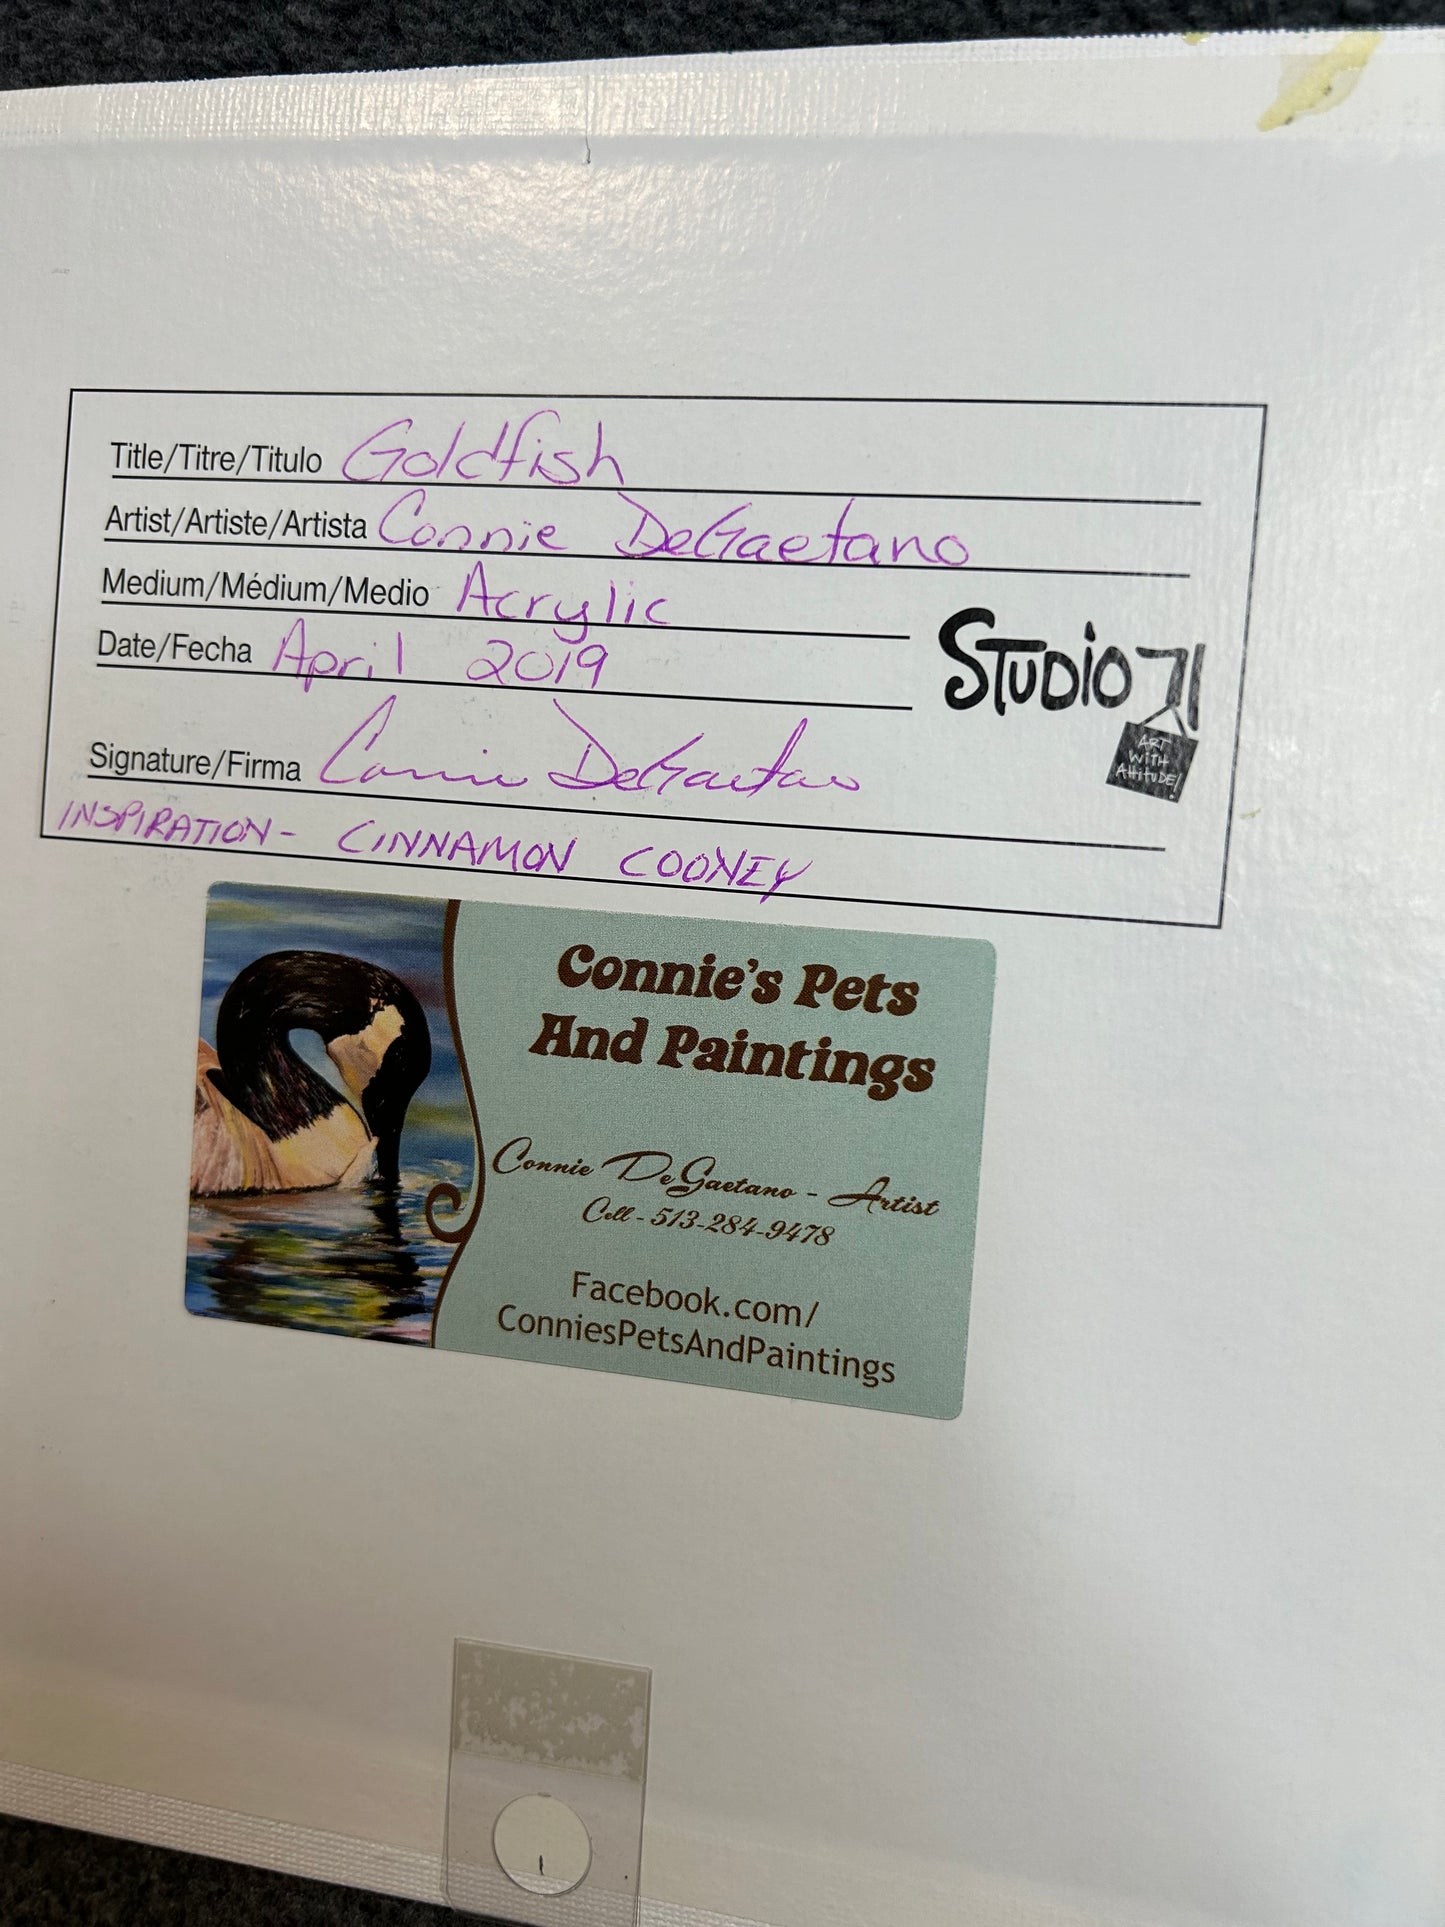 Title/Titre/Titulo Goldfish
Artist/Artiste/Artista Connie DeGaetano
Medium/Médium/Medio Acrylic
Date/Fecha April 2019
STUDIO 71
ART
WITH
AttituDE!
Signature/Firma Connie DeGaetano
INSPIRATION - CINNAMON COONEY
Connie's Pets
And Paintings
Connie DeGaetano - Artist
Cell - 513-284-9478
Facebook.com/
ConniesPetsAndPaintings